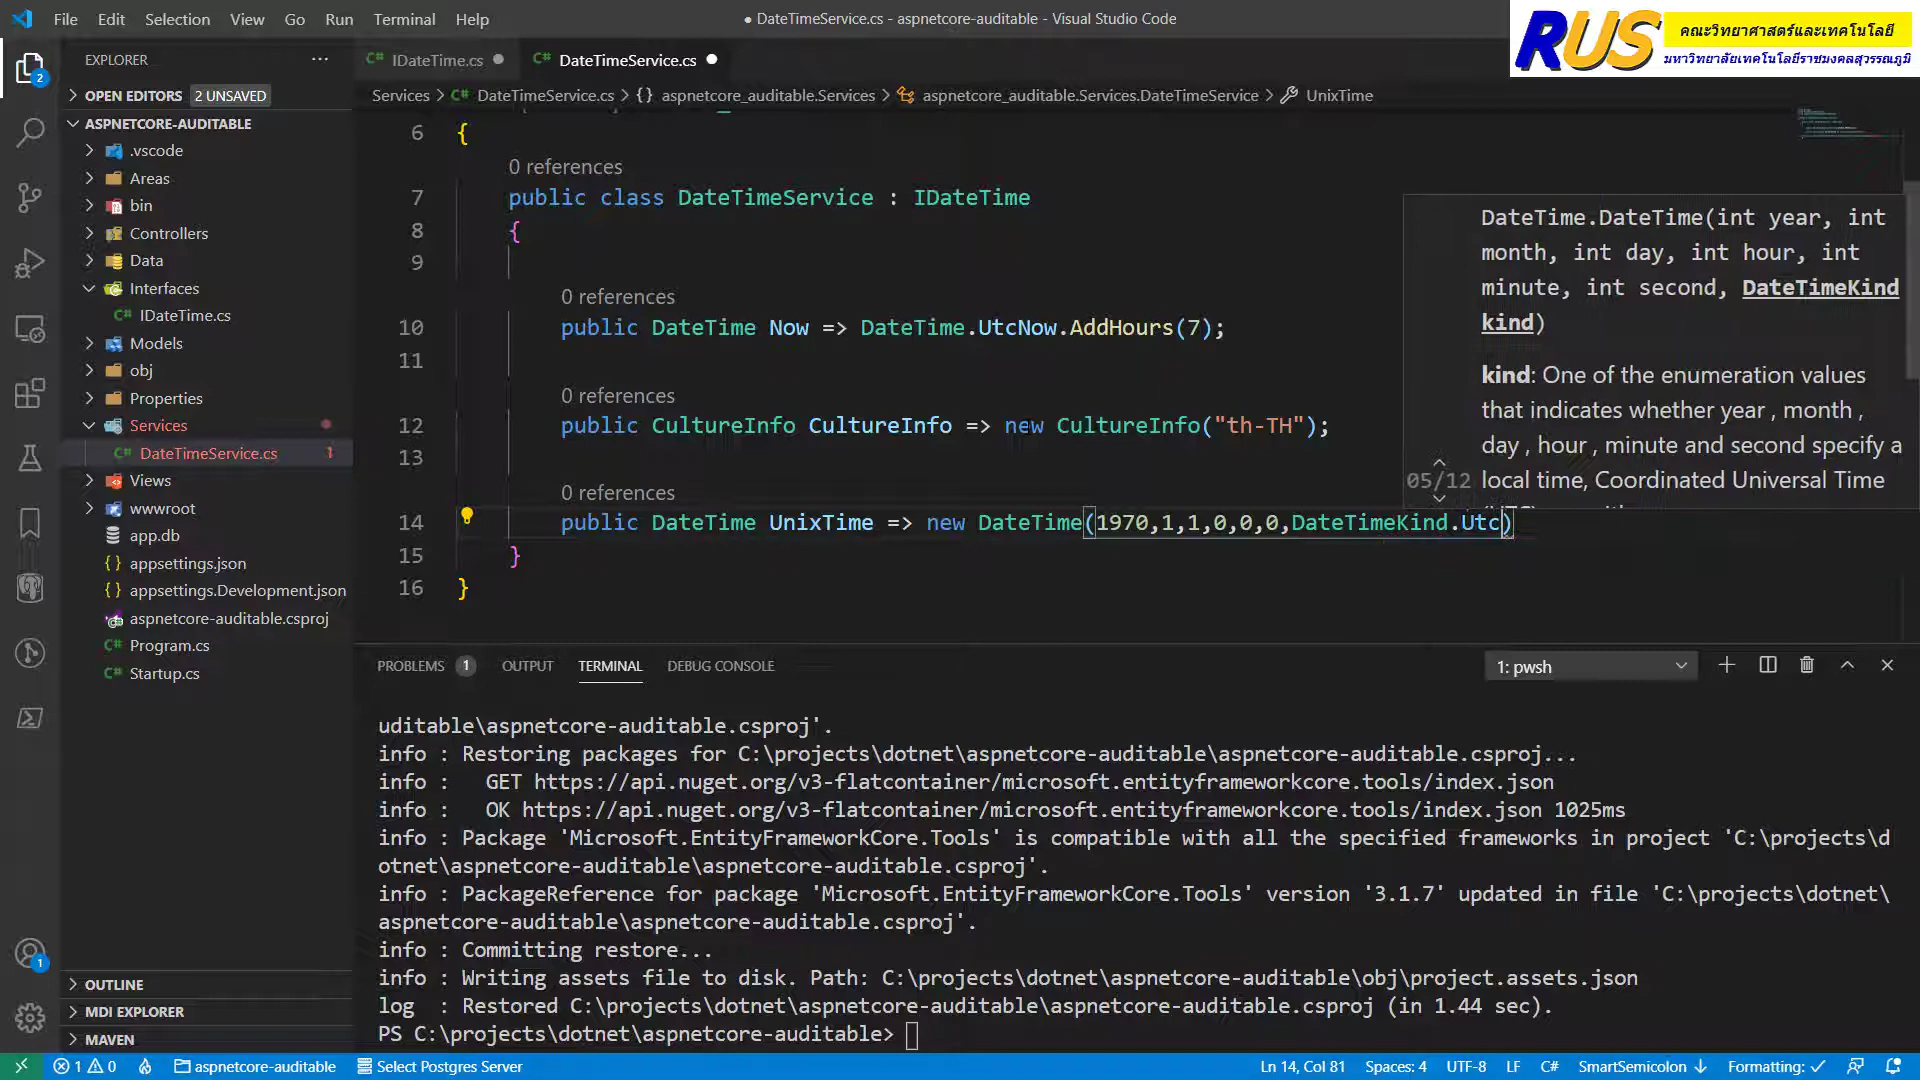 File Edit Selection View Go Run Terminal Help
● DateTimeService.cs - aspnetcore-auditable - Visual Studio Code
RUS
คณะวิทยาศาสตร์และเทคโนโลยี
มหาวิทยาลัยเทคโนโลยีราชมงคลสุวรรณภูมิ
EXPLORER
OPEN EDITORS 2 UNSAVED
ASPNETCORE-AUDITABLE
.vscode
Areas
bin
Controllers
Data
Interfaces
C# IDateTime.cs
Models
obj
Properties
Services
C# DateTimeService.cs 1
Views
wwwroot
app.db
{} appsettings.json
{} appsettings.Development.json
aspnetcore-auditable.csproj
C# Program.cs
C# Startup.cs
OUTLINE
MDI EXPLORER
MAVEN
2
1
C# IDateTime.cs ●
C# DateTimeService.cs ●
Services > C# DateTimeService.cs > {} aspnetcore_auditable.Services > aspnetcore_auditable.Services.DateTimeService > UnixTime
6 {
0 references
7 public class DateTimeService : IDateTime
8 {
9
0 references
10 public DateTime Now => DateTime.UtcNow.AddHours(7);
11
0 references
12 public CultureInfo CultureInfo => new CultureInfo("th-TH");
13
0 references
14 public DateTime UnixTime => new DateTime(1970,1,1,0,0,0,DateTimeKind.Utc)
15 }
16 }
DateTime.DateTime(int year, int
month, int day, int hour, int
minute, int second, DateTimeKind
kind)
kind: One of the enumeration values
that indicates whether year , month ,
day , hour , minute and second specify a
05/12 local time, Coordinated Universal Time
PROBLEMS 1 OUTPUT TERMINAL DEBUG CONSOLE
1: pwsh
uditable\aspnetcore-auditable.csproj'.
info : Restoring packages for C:\projects\dotnet\aspnetcore-auditable\aspnetcore-auditable.csproj...
info :   GET https://api.nuget.org/v3-flatcontainer/microsoft.entityframeworkcore.tools/index.json
info :   OK https://api.nuget.org/v3-flatcontainer/microsoft.entityframeworkcore.tools/index.json 1025ms
info : Package 'Microsoft.EntityFrameworkCore.Tools' is compatible with all the specified frameworks in project 'C:\projects\d
otnet\aspnetcore-auditable\aspnetcore-auditable.csproj'.
info : PackageReference for package 'Microsoft.EntityFrameworkCore.Tools' version '3.1.7' updated in file 'C:\projects\dotnet\
aspnetcore-auditable\aspnetcore-auditable.csproj'.
info : Committing restore...
info : Writing assets file to disk. Path: C:\projects\dotnet\aspnetcore-auditable\obj\project.assets.json
log  : Restored C:\projects\dotnet\aspnetcore-auditable\aspnetcore-auditable.csproj (in 1.44 sec).
PS C:\projects\dotnet\aspnetcore-auditable>
1 0 aspnetcore-auditable Select Postgres Server
Ln 14, Col 81 Spaces: 4 UTF-8 LF C# SmartSemicolon ↓ Formatting: ✓